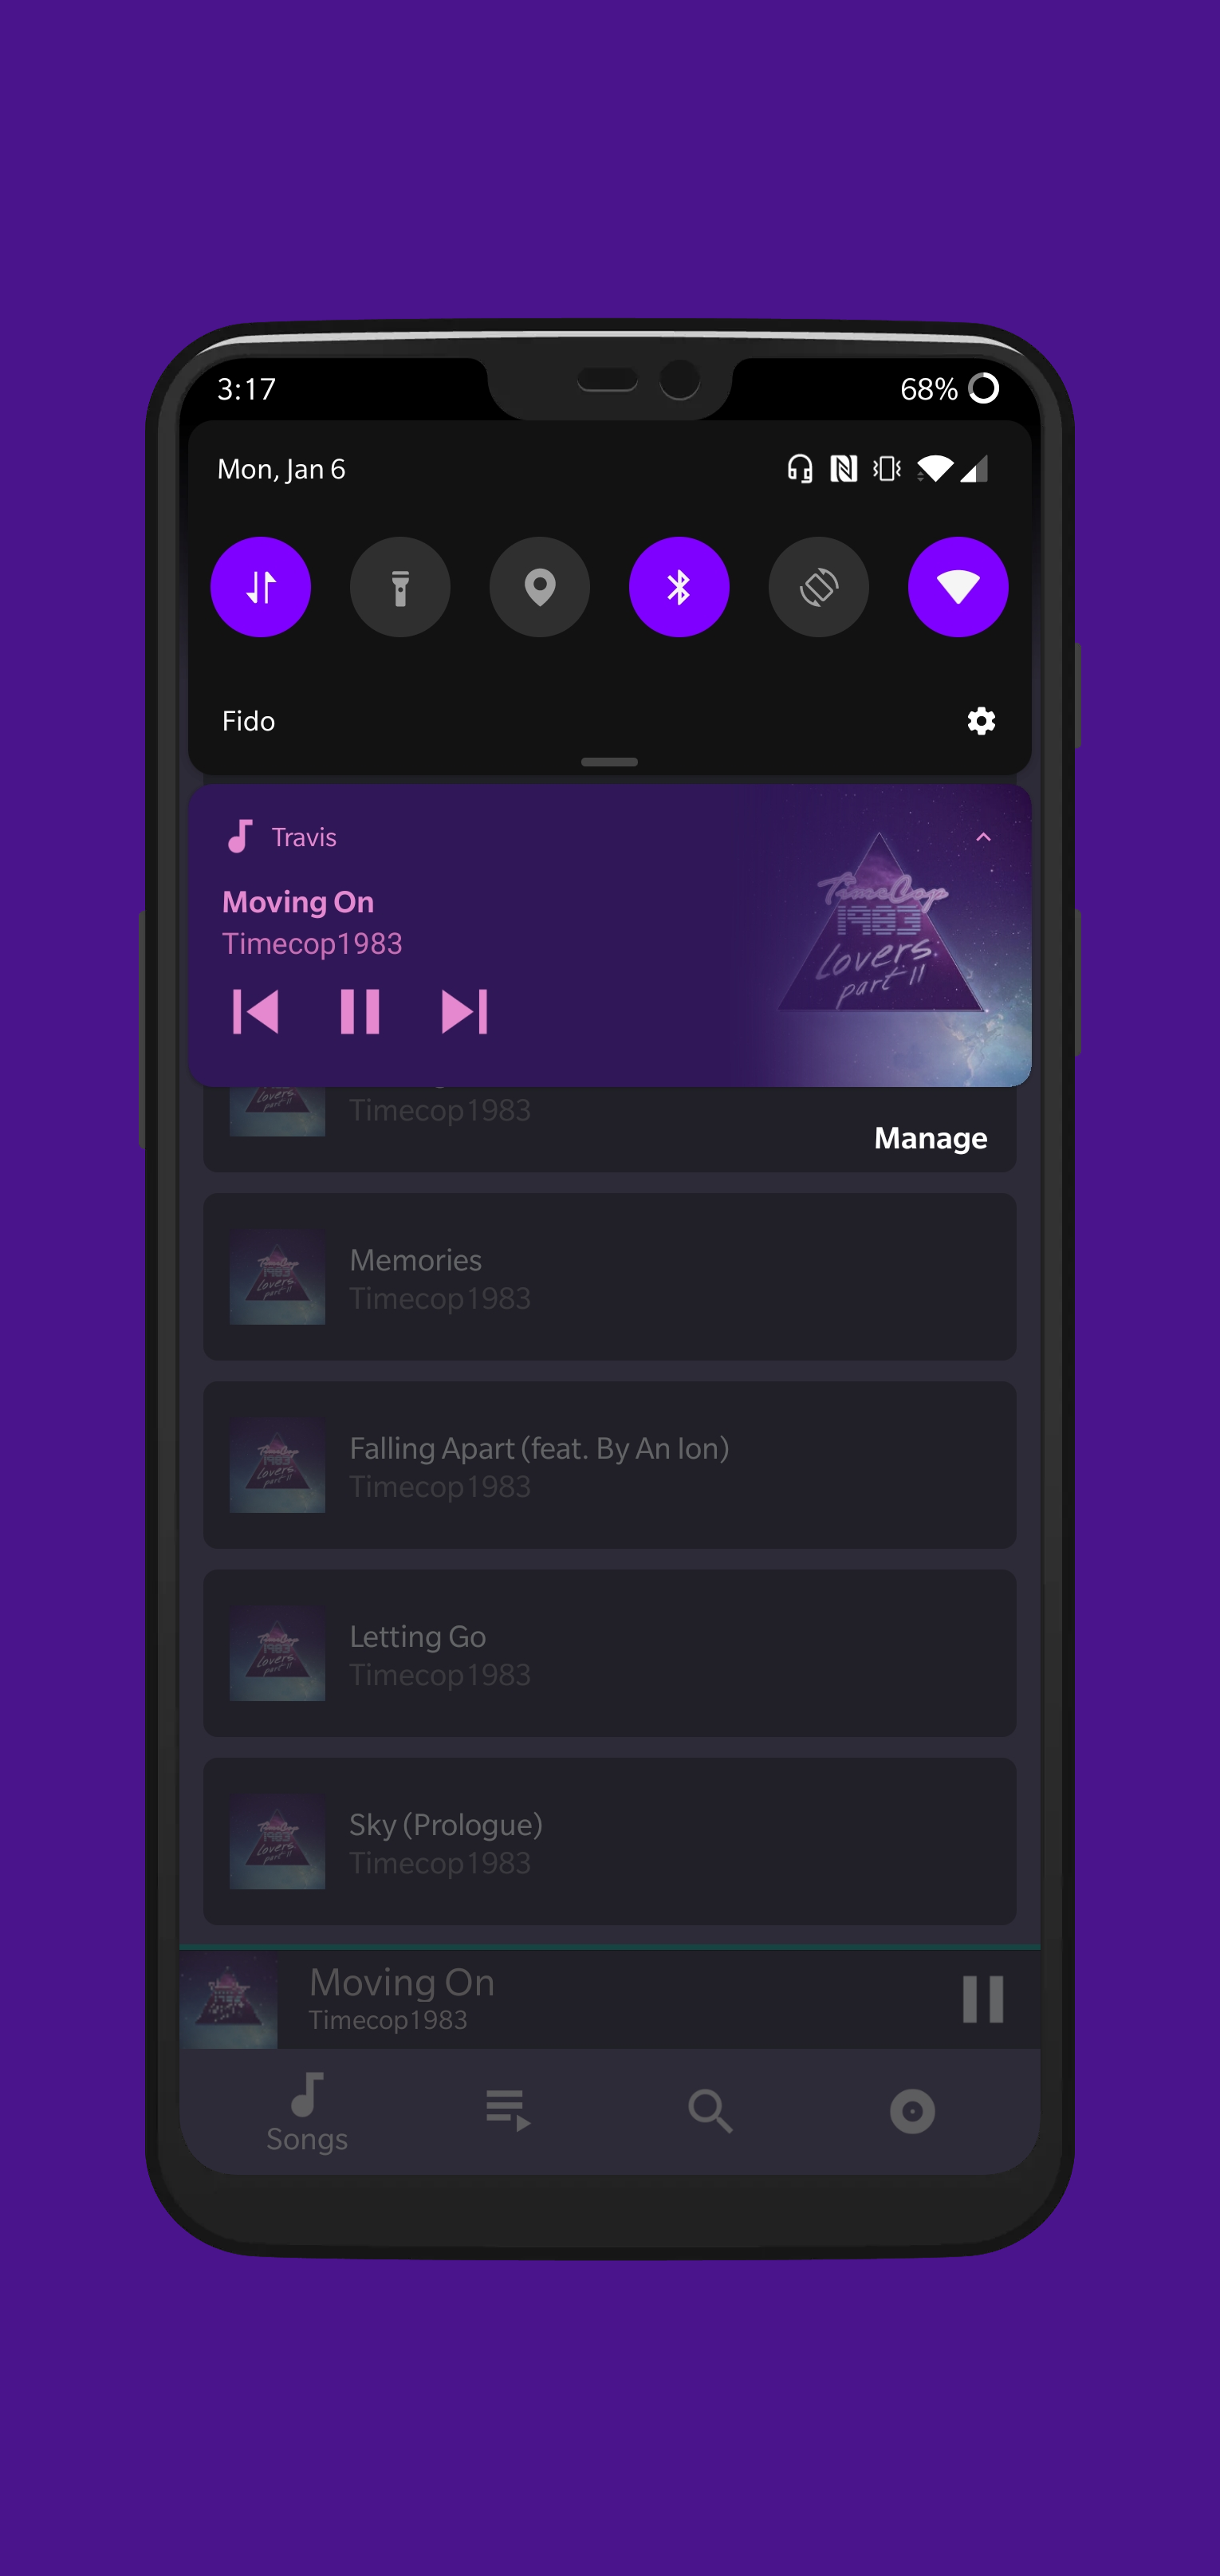 3:17
68%
Mon, Jan 6
Fido
Travis
Moving On
Timecop1983
TimeCop
1983
Lovers
part II
Timecop1983
Manage
Memories
Timecop1983
Falling Apart (feat. By An Ion)
Timecop1983
Letting Go
Timecop1983
Sky (Prologue)
Timecop1983
Moving On
Timecop1983
Songs